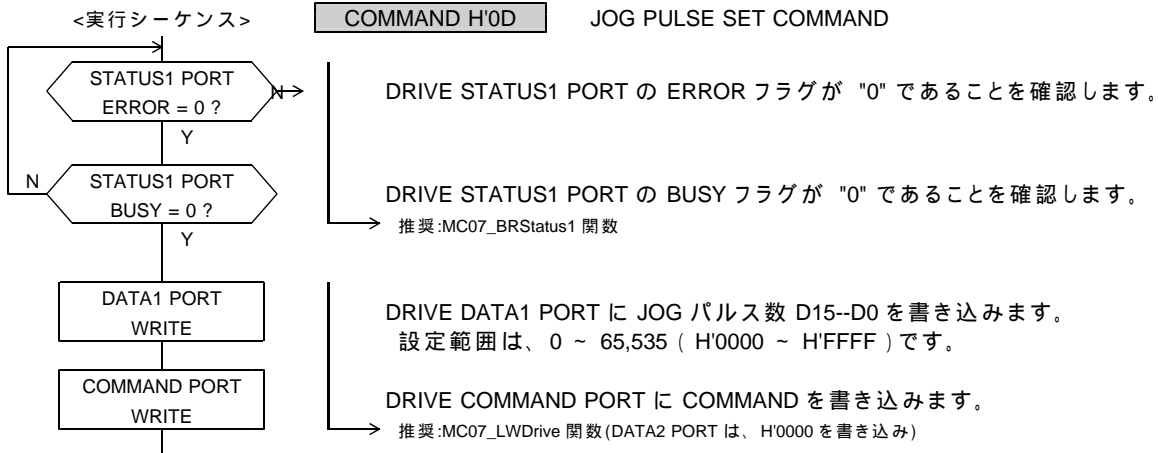 <実行シーケンス>
COMMAND H'0D JOG PULSE SET COMMAND
STATUS1 PORT
ERROR = 0 ?
N
DRIVE STATUS1 PORT の ERROR フラグが "0" であることを確認します。
Y
N
STATUS1 PORT
BUSY = 0 ?
DRIVE STATUS1 PORT の BUSY フラグが "0" であることを確認します。
推奨:MC07_BRStatus1 関数
Y
DATA1 PORT
WRITE
DRIVE DATA1 PORT に JOG パルス数 D15--D0 を書き込みます。
設定範囲は、0 ~ 65,535 ( H'0000 ~ H'FFFF ) です。
COMMAND PORT
WRITE
DRIVE COMMAND PORT に COMMAND を書き込みます。
推奨:MC07_LWDrive 関数(DATA2 PORT は、H'0000 を書き込み)